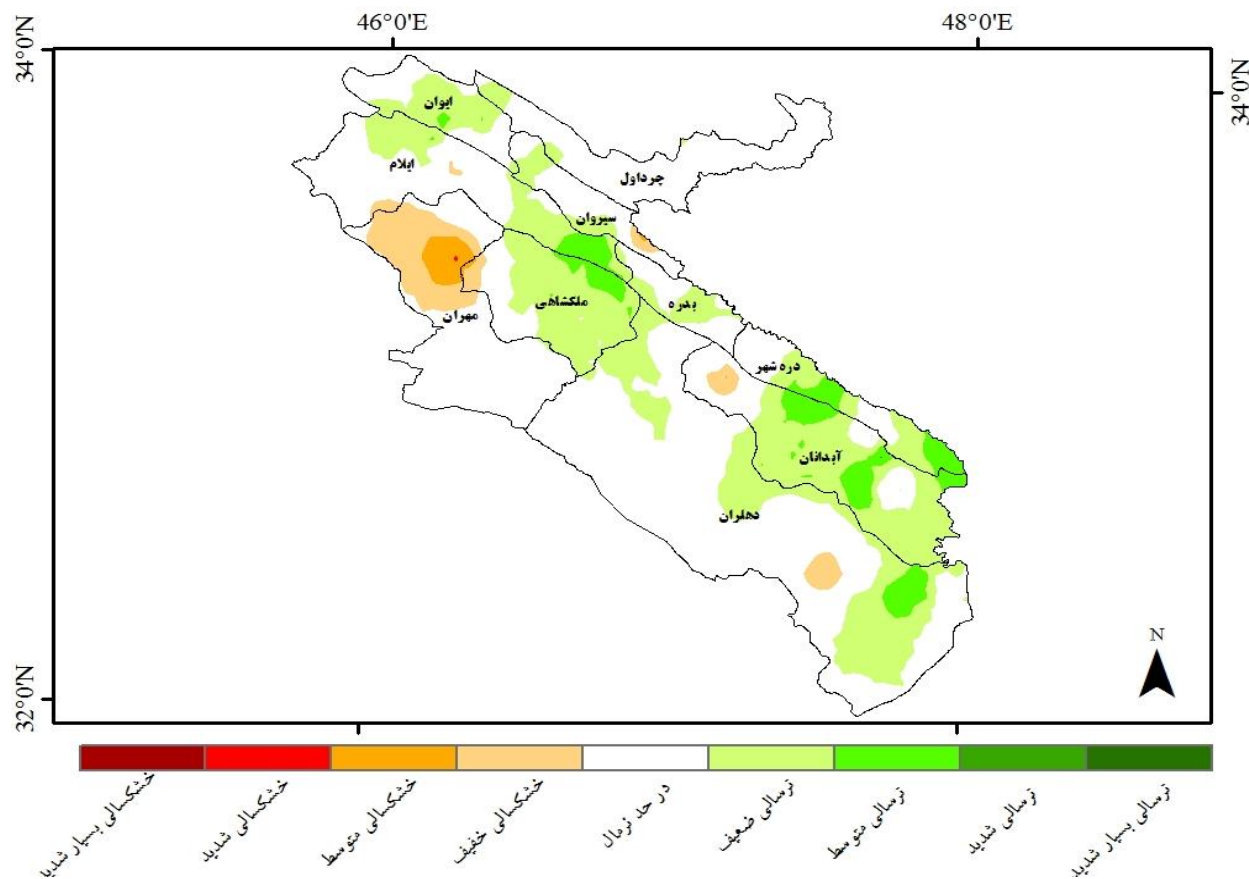 46°0'E
48°0'E
34°0'N
34°0'N
ایوان
ایلام
چرداول
سیروان
ملکشاهی
مهران
بدره
دره شهر
آبدانان
دهلران
N
32°0'N
خشکسالی بسیار شدید
خشکسالی شدید
خشکسالی متوسط
خشکسالی خفیف
در حد نرمال
ترسالی ضعیف
ترسالی متوسط
ترسالی شدید
ترسالی بسیار شدید